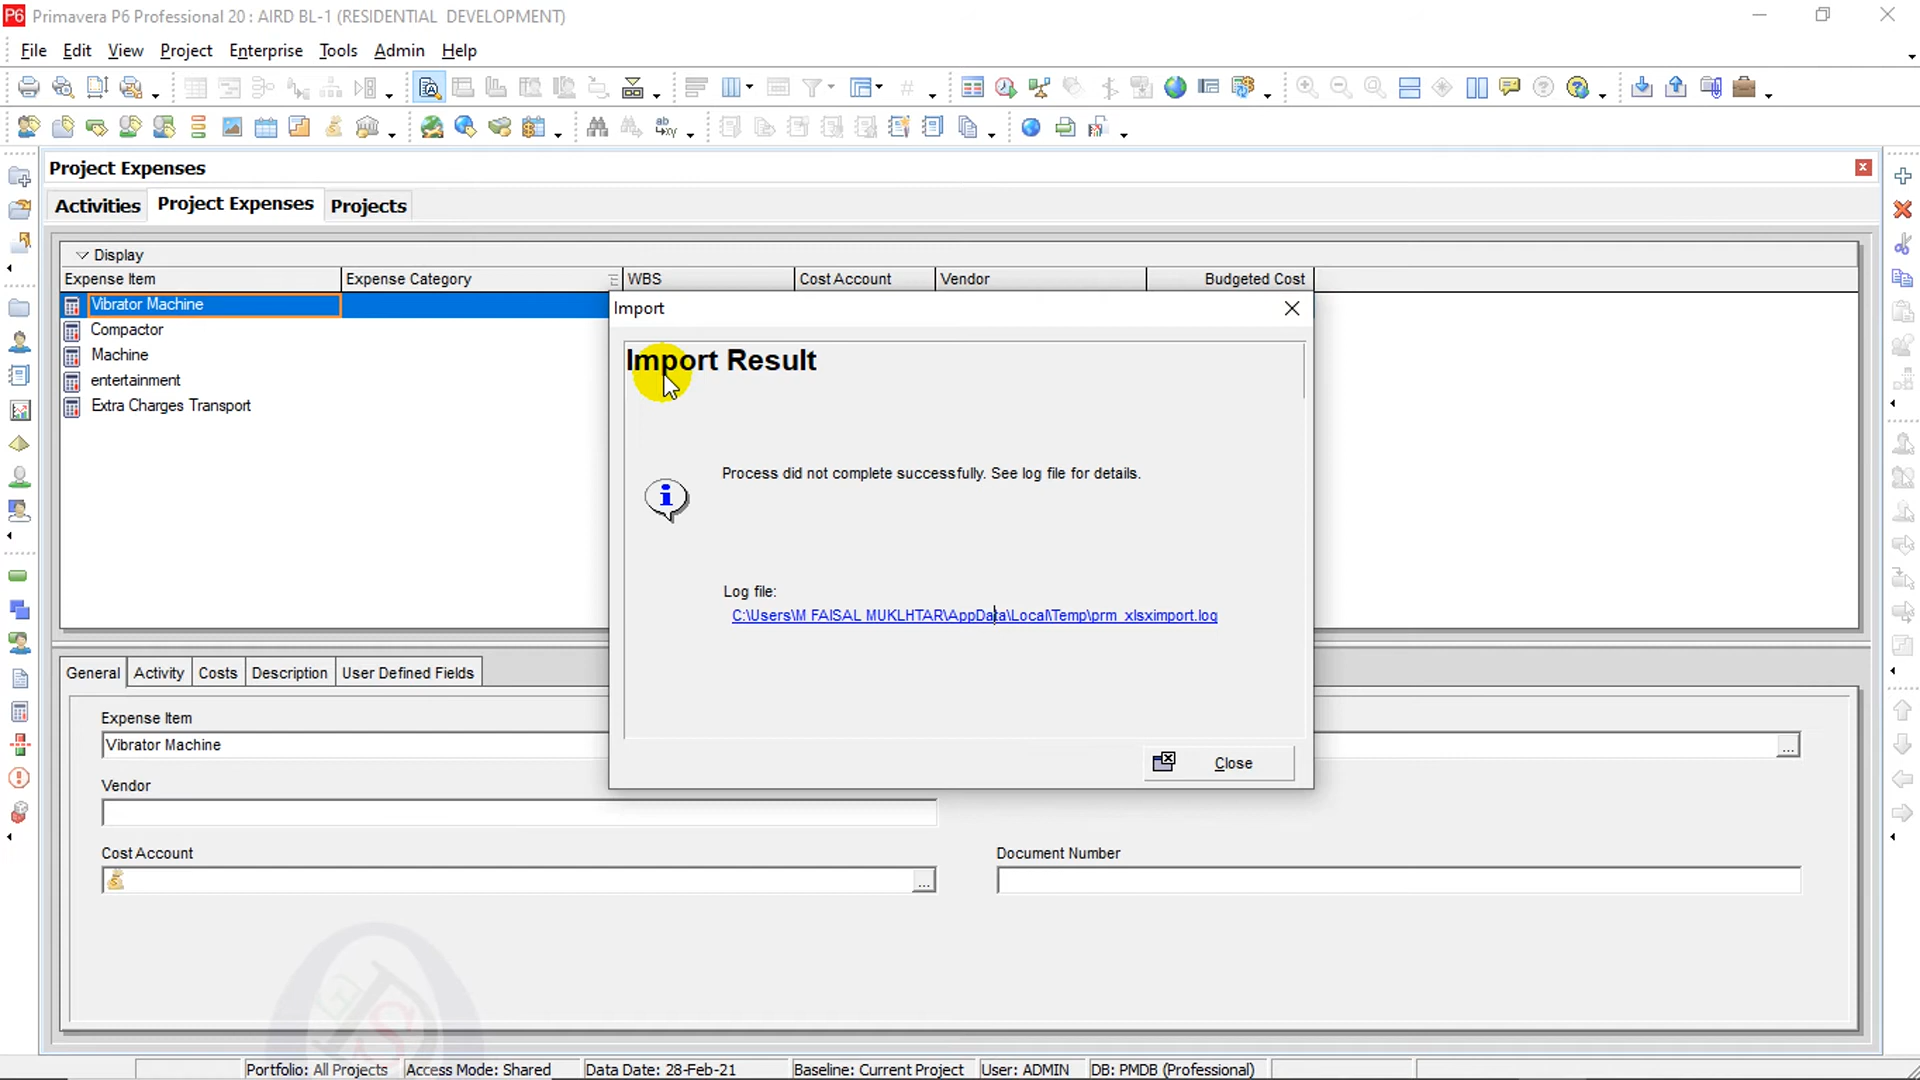 P6 Primavera P6 Professional 20 : AIRD BL-1 (RESIDENTIAL DEVELOPMENT)
File Edit View Project Enterprise Tools Admin Help
Project Expenses
Activities Project Expenses Projects
Display
Expense Item Expense Category WBS Cost Account Vendor Budgeted Cost
Vibrator Machine
Compactor
Machine
entertainment
Extra Charges Transport
Import
Import Result
Process did not complete successfully. See log file for details.
Log file:
C:\Users\M FAISAL MUKLHTAR\AppData\Local\Temp\prm_xlsximport.log
Close
General Activity Costs Description User Defined Fields
Expense Item
Vibrator Machine
Vendor
Cost Account Document Number
Portfolio: All Projects Access Mode: Shared Data Date: 28-Feb-21 Baseline: Current Project User: ADMIN DB: PMDB (Professional)